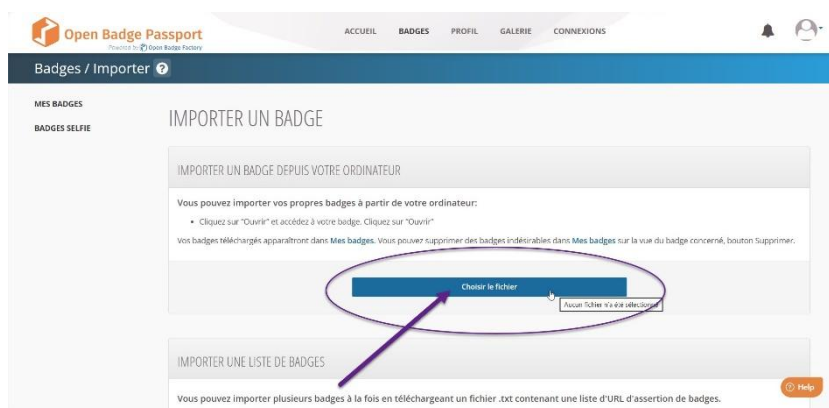 Open Badge Passport
Powered by Open Badge Factory
ACCUEIL BADGES PROFIL GALERIE CONNEXIONS
Badges / Importer ?
MES BADGES
BADGES SELFIE
IMPORTER UN BADGE
IMPORTER UN BADGE DEPUIS VOTRE ORDINATEUR
Vous pouvez importer vos propres badges à partir de votre ordinateur:
• Cliquez sur "Ouvrir" et accédez à votre badge. Cliquez sur "Ouvrir"
Vos badges téléchargés apparaîtront dans Mes badges. Vous pouvez supprimer des badges indésirables dans Mes badges sur la vue du badge concerné, bouton Supprimer.
Choisir le fichier
Aucun fichier n'a été sélectionné
IMPORTER UNE LISTE DE BADGES
Vous pouvez importer plusieurs badges à la fois en téléchargeant un fichier .txt contenant une liste d'URL d'assertion de badges.
? Help